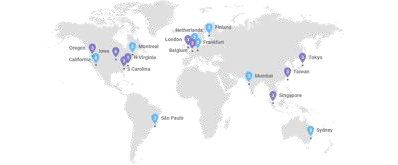 Finland
Netherlands
London
Frankfurt
Belgium
Oregon
Iowa
Montreal
California
N Virginia
S Carolina
Tokyo
Taiwan
Mumbai
Singapore
São Paulo
Sydney